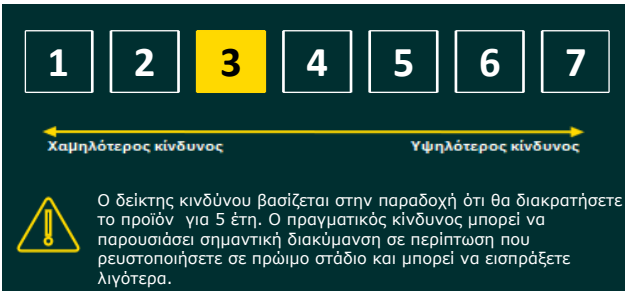 1 2 3 4 5 6 7
Χαμηλότερος κίνδυνος Υψηλότερος κίνδυνος
Ο δείκτης κινδύνου βασίζεται στην παραδοχή ότι θα διακρατήσετε
το προϊόν για 5 έτη. Ο πραγματικός κίνδυνος μπορεί να
παρουσιάσει σημαντική διακύμανση σε περίπτωση που
ρευστοποιήσετε σε πρώιμο στάδιο και μπορεί να εισπράξετε
λιγότερα.